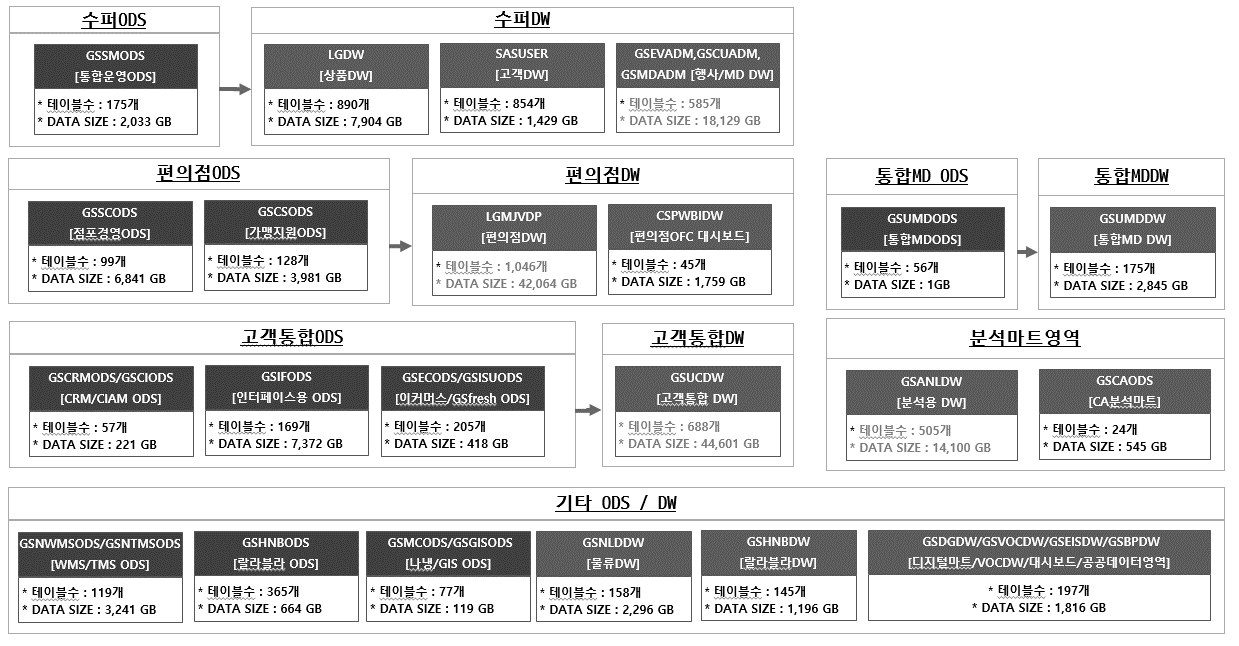 수퍼ODS
GSSMODS
[통합운영ODS]
* 테이블수 : 175개
* DATA SIZE : 2,033 GB
수퍼DW
LGDW
[상품DW]
* 테이블수 : 890개
* DATA SIZE : 7,904 GB
SASUSER
[고객DW]
* 테이블수 : 854개
* DATA SIZE : 1,429 GB
GSEVADM,GSCUADM,
GSMDADM [행사/MD DW]
* 테이블수 : 585개
* DATA SIZE : 18,129 GB
편의점ODS
GSSCODS
[점포경영ODS]
* 테이블수 : 99개
* DATA SIZE : 6,841 GB
GSCSODS
[가맹지원ODS]
* 테이블수 : 128개
* DATA SIZE : 3,981 GB
편의점DW
LGMJVDP
[편의점DW]
* 테이블수 : 1,046개
* DATA SIZE : 42,064 GB
CSPWBIDW
[편의점OFC 대시보드]
* 테이블수 : 45개
* DATA SIZE : 1,759 GB
통합MD ODS
GSUMDODS
[통합MDODS]
* 테이블수 : 56개
* DATA SIZE : 1GB
통합MDDW
GSUMDDW
[통합MD DW]
* 테이블수 : 175개
* DATA SIZE : 2,845 GB
고객통합ODS
GSCRMODS/GSCIODS
[CRM/CIAM ODS]
* 테이블수 : 57개
* DATA SIZE : 221 GB
GSIFODS
[인터페이스용 ODS]
* 테이블수 : 169개
* DATA SIZE : 7,372 GB
GSECODS/GSISUODS
[이커머스/GSfresh ODS]
* 테이블수 : 205개
* DATA SIZE : 418 GB
고객통합DW
GSUCDW
[고객통합 DW]
* 테이블수 : 688개
* DATA SIZE : 44,601 GB
분석마트영역
GSANLDW
[분석용 DW]
* 테이블수 : 505개
* DATA SIZE : 14,100 GB
GSCAODS
[CA분석마트]
* 테이블수 : 24개
* DATA SIZE : 545 GB
기타 ODS / DW
GSNWMSODS/GSNTMSODS
[WMS/TMS ODS]
* 테이블수 : 119개
* DATA SIZE : 3,241 GB
GSHNBODS
[랄라블라 ODS]
* 테이블수 : 365개
* DATA SIZE : 664 GB
GSMCODS/GSGISODS
[나냉/GIS ODS]
* 테이블수 : 77개
* DATA SIZE : 119 GB
GSNLDDW
[물류DW]
* 테이블수 : 158개
* DATA SIZE : 2,296 GB
GSHNBDW
[랄라블라DW]
* 테이블수 : 145개
* DATA SIZE : 1,196 GB
GSDGDW/GSVOCDW/GSEISDW/GSBPDW
[디지털마트/VOCDW/대시보드/공공데이터영역]
* 테이블수 : 197개
* DATA SIZE : 1,816 GB